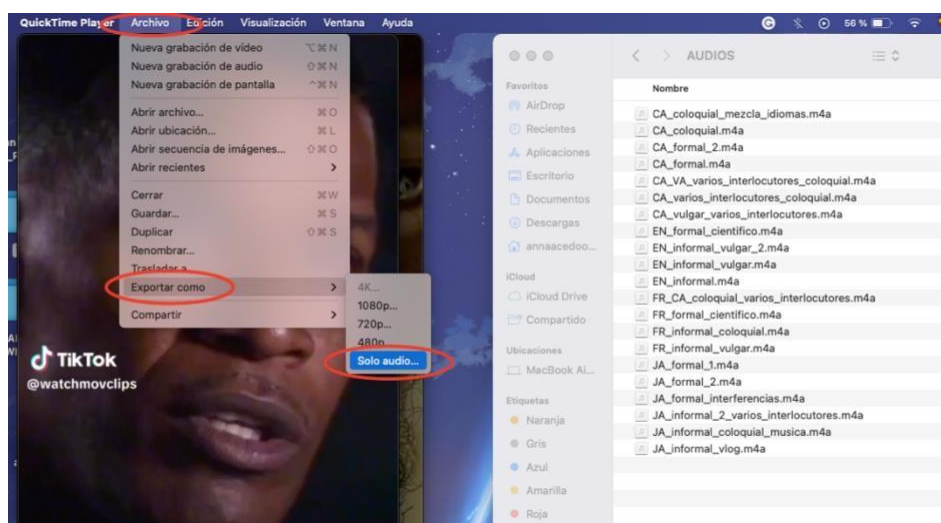 QuickTime Player Archivo Edición Visualización Ventana Ayuda 56 %
Nueva grabación de vídeo ⌥⌘N
Nueva grabación de audio ⇧⌘N
Nueva grabación de pantalla ^⌘N
Abrir archivo... ⌘O
Abrir ubicación... ⌘L
Abrir secuencia de imágenes... ⇧⌘O
Abrir recientes >
Cerrar ⌘W
Guardar... ⌘S
Duplicar ⇧⌘S
Renombrar...
Trasladar a
Exportar como >
Compartir >
4K...
1080p...
720p...
480p
Solo audio...
TikTok
@watchmovclips
AUDIOS
Favoritos
AirDrop
Recientes
Aplicaciones
Escritorio
Documentos
Descargas
annaacedoo...
iCloud
iCloud Drive
Compartido
Ubicaciones
MacBook Ai...
Etiquetas
Naranja
Gris
Azul
Amarilla
Roja
Nombre
CA_coloquial_mezcla_idiomas.m4a
CA_coloquial.m4a
CA_formal_2.m4a
CA_formal.m4a
CA_VA_varios_interlocutores_coloquial.m4a
CA_varios_interlocutores_coloquial.m4a
CA_vulgar_varios_interlocutores.m4a
EN_formal_cientifico.m4a
EN_informal_vulgar_2.m4a
EN_informal_vulgar.m4a
EN_informal.m4a
FR_CA_coloquial_varios_interlocutores.m4a
FR_formal_cientifico.m4a
FR_informal_coloquial.m4a
FR_informal_vulgar.m4a
JA_formal_1.m4a
JA_formal_2.m4a
JA_formal_interferencias.m4a
JA_informal_2_varios_interlocutores.m4a
JA_informal_coloquial_musica.m4a
JA_informal_vlog.m4a